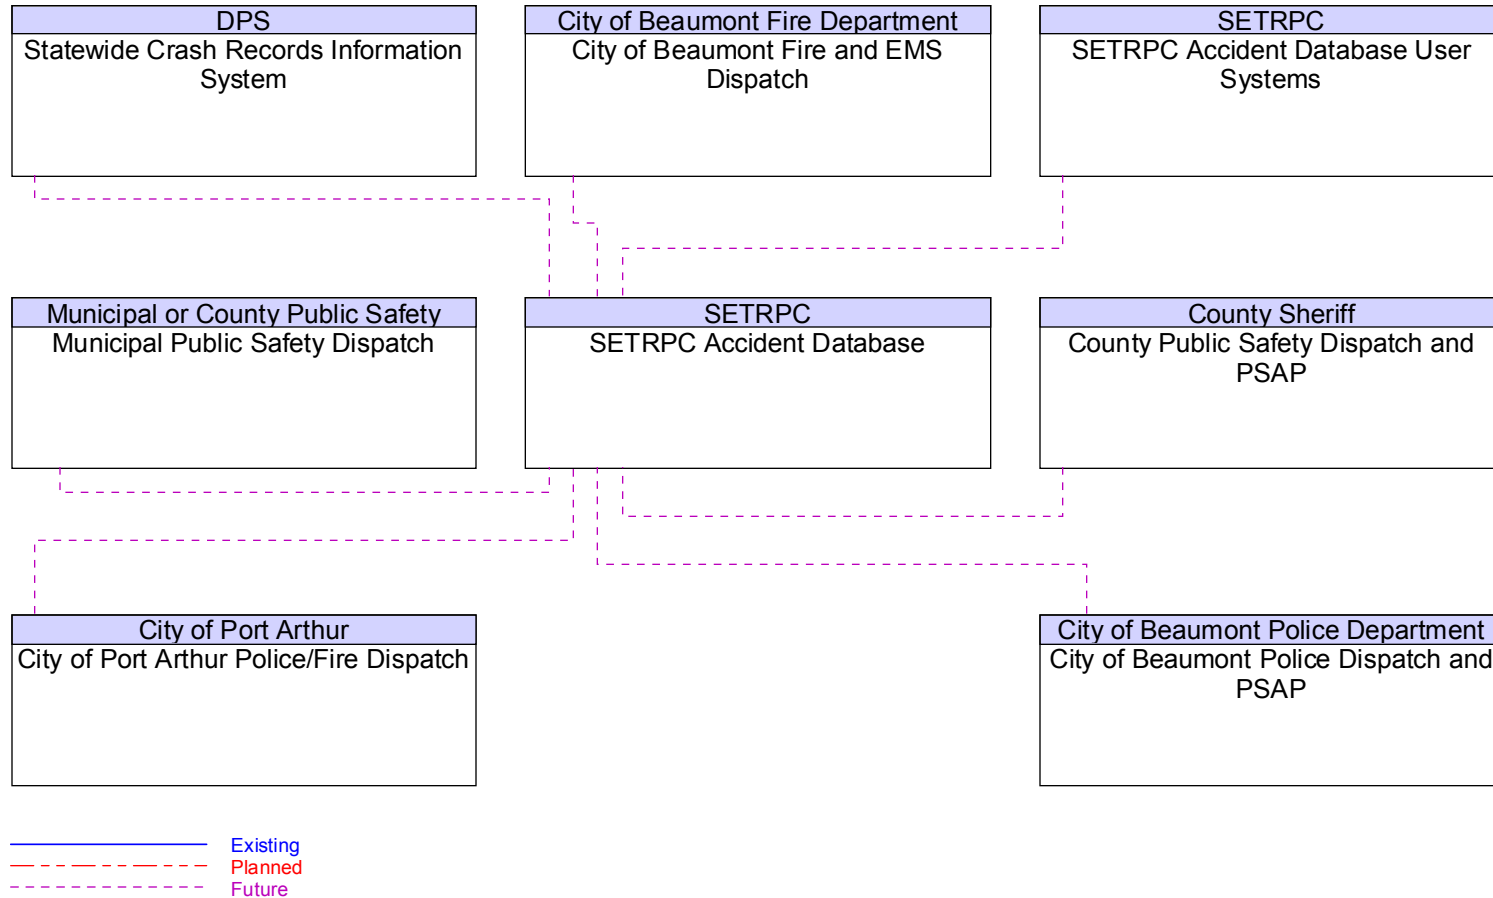 DPS
Statewide Crash Records Information
System
City of Beaumont Fire Department
City of Beaumont Fire and EMS
Dispatch
SETRPC
SETRPC Accident Database User
Systems
Municipal or County Public Safety
Municipal Public Safety Dispatch
SETRPC
SETRPC Accident Database
County Sheriff
County Public Safety Dispatch and
PSAP
City of Port Arthur
City of Port Arthur Police/Fire Dispatch
City of Beaumont Police Department
City of Beaumont Police Dispatch and
PSAP
Existing
Planned
Future